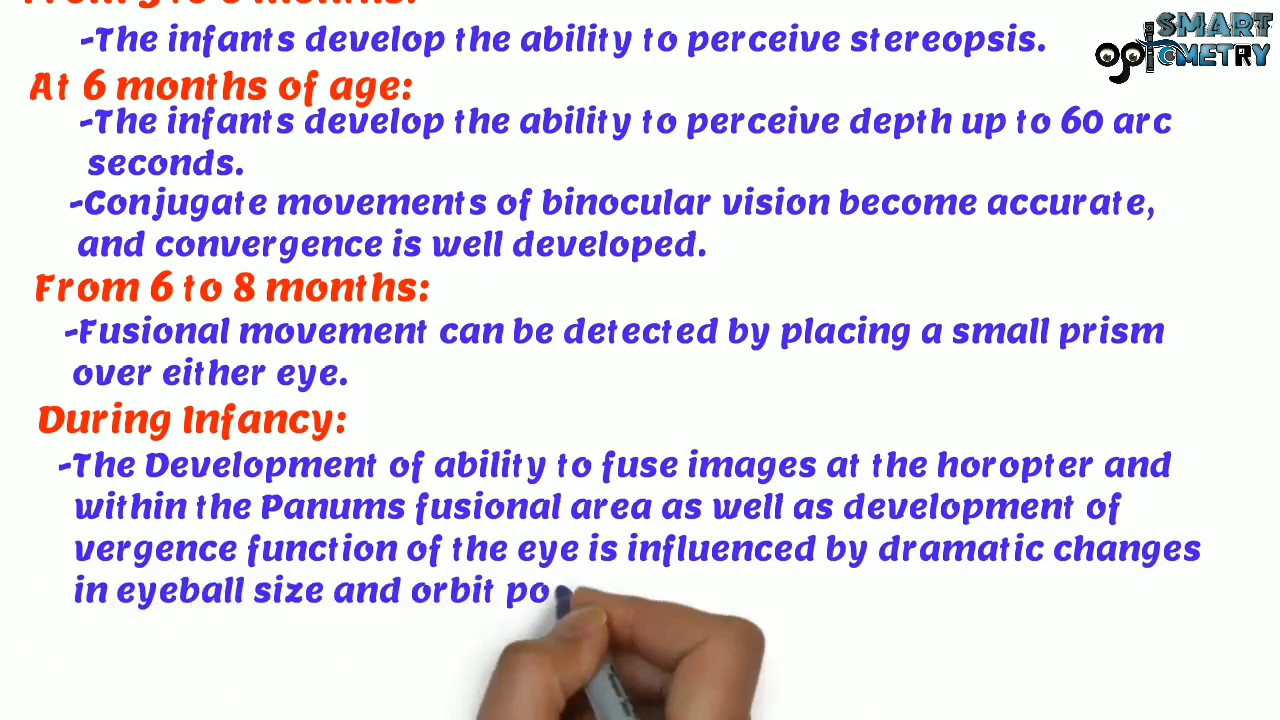 months:
-The infants develop the ability to perceive stereopsis.
At 6 months of age:
-The infants develop the ability to perceive depth up to 60 arc
seconds.
-Conjugate movements of binocular vision become accurate,
and convergence is well developed.
From 6 to 8 months:
-Fusional movement can be detected by placing a small prism
over either eye.
During Infancy:
-The Development of ability to fuse images at the horopter and
within the Panums fusional area as well as development of
vergence function of the eye is influenced by dramatic changes
in eyeball size and orbit po
SMART
OPTOMETRY